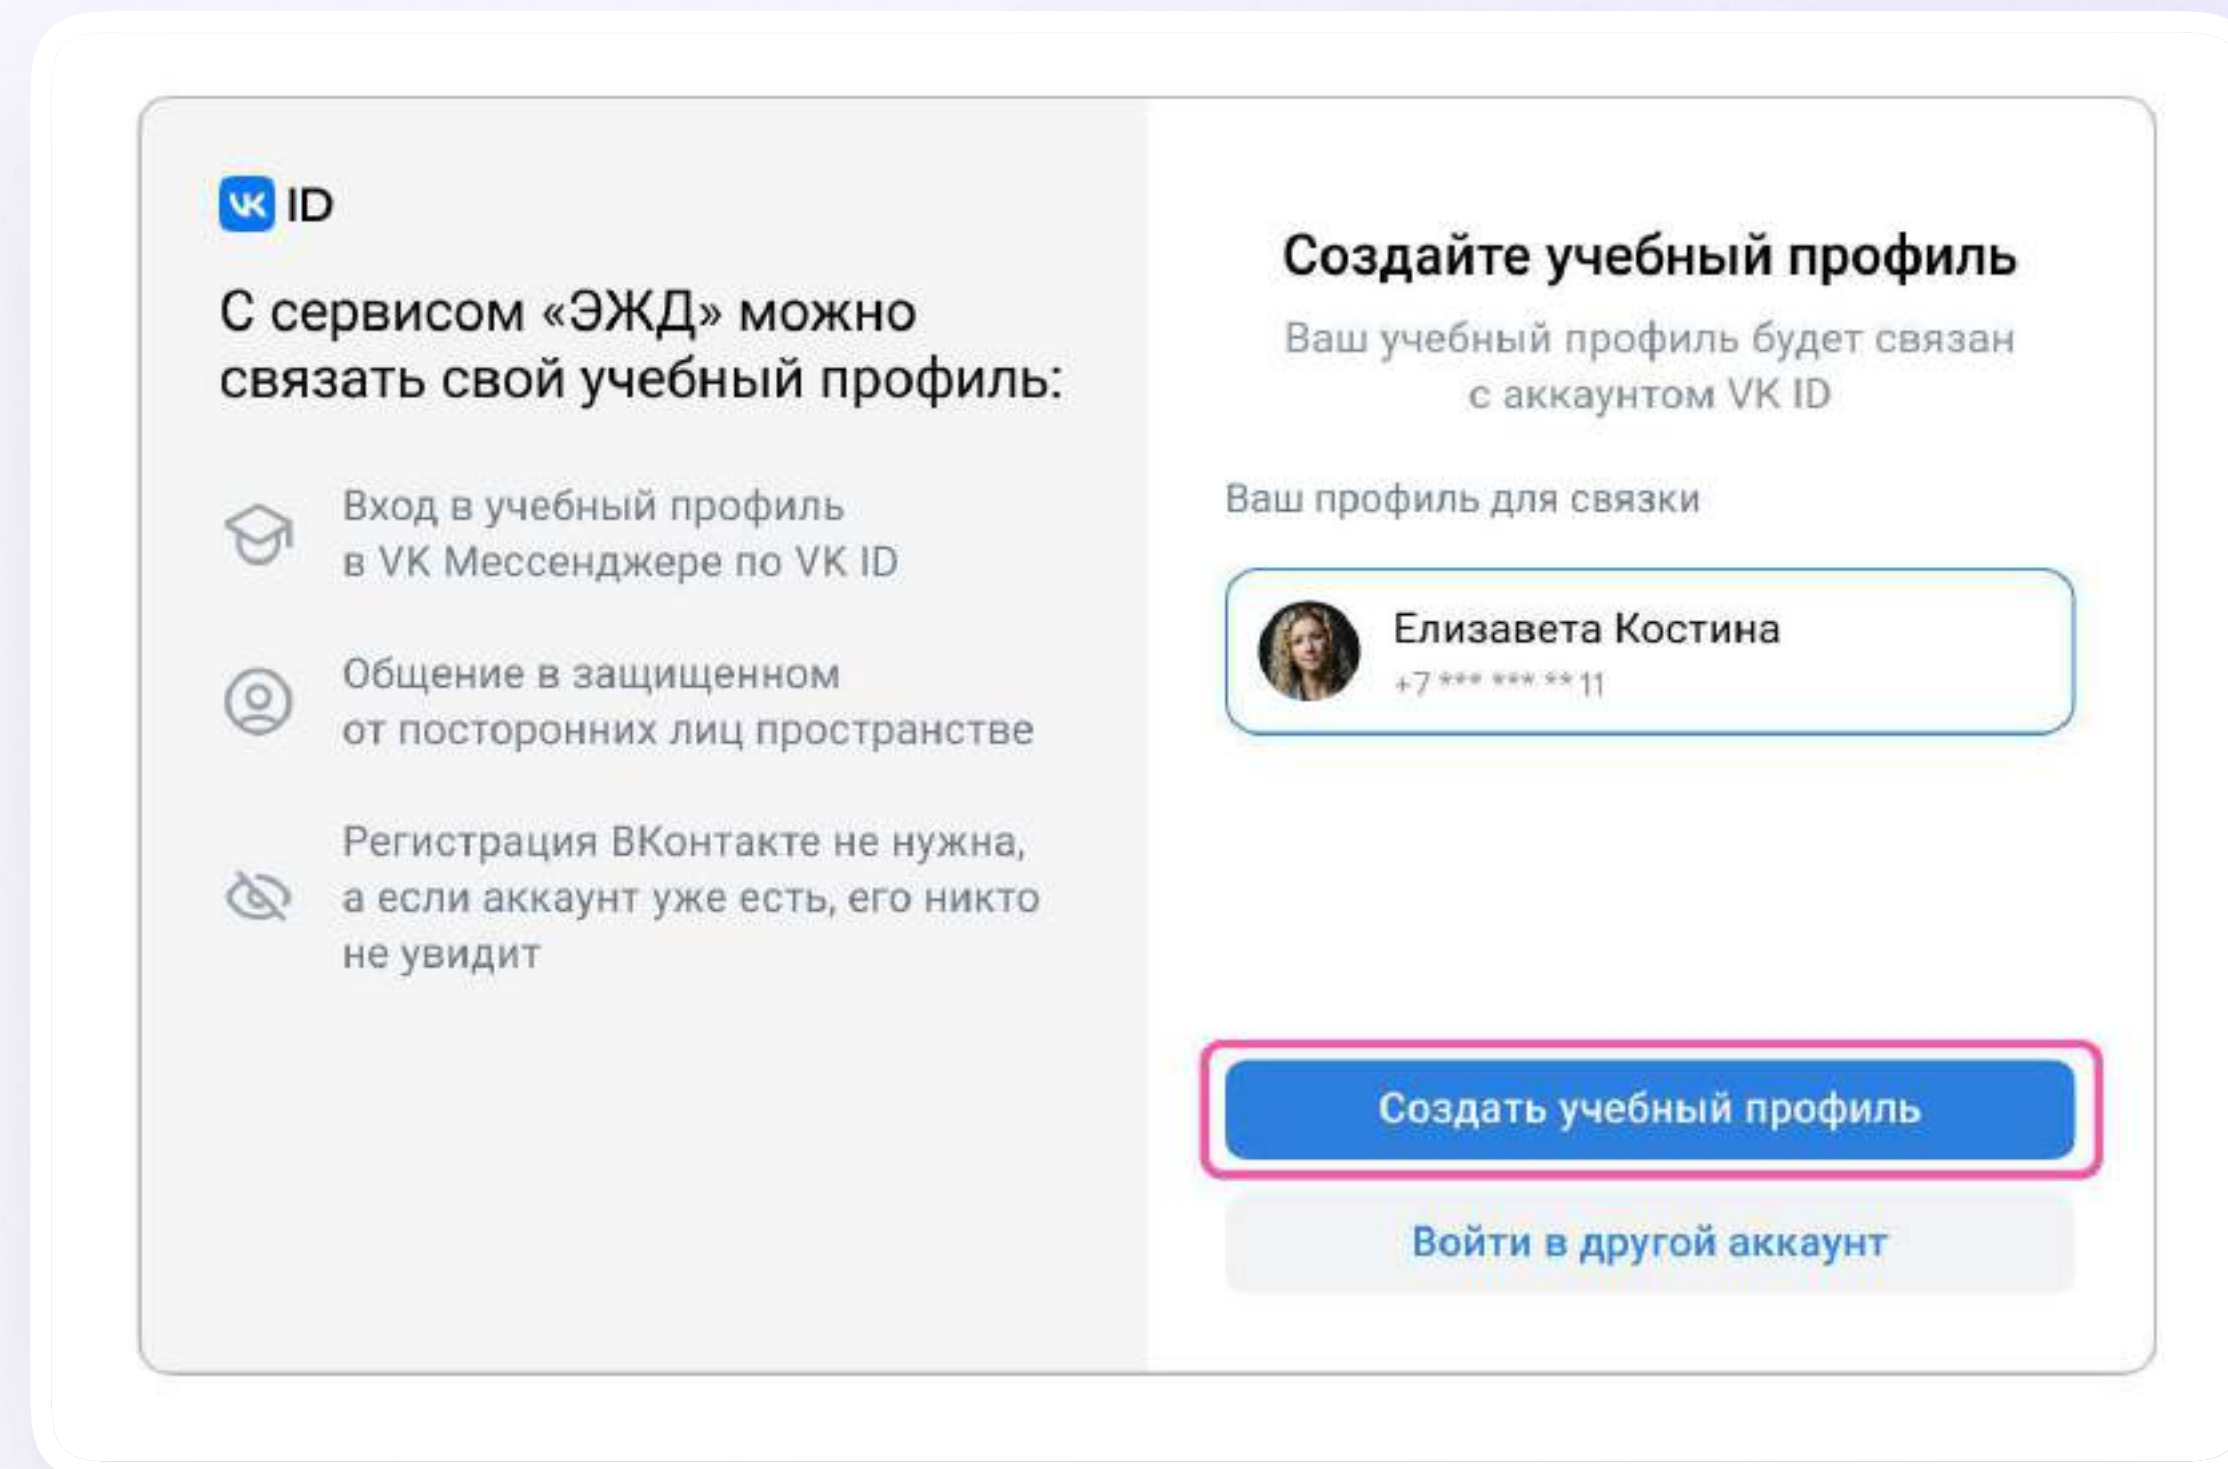 VK ID
С сервисом «ЭЖД» можно
связать свой учебный профиль:
Вход в учебный профиль
в VK Мессенджере по VK ID
Общение в защищенном
от посторонних лиц пространстве
Регистрация ВКонтакте не нужна,
а если аккаунт уже есть, его никто
не увидит
Создайте учебный профиль
Ваш учебный профиль будет связан
с аккаунтом VK ID
Ваш профиль для связки
Елизавета Костина
+7 *** *** ** 11
Создать учебный профиль
Войти в другой аккаунт